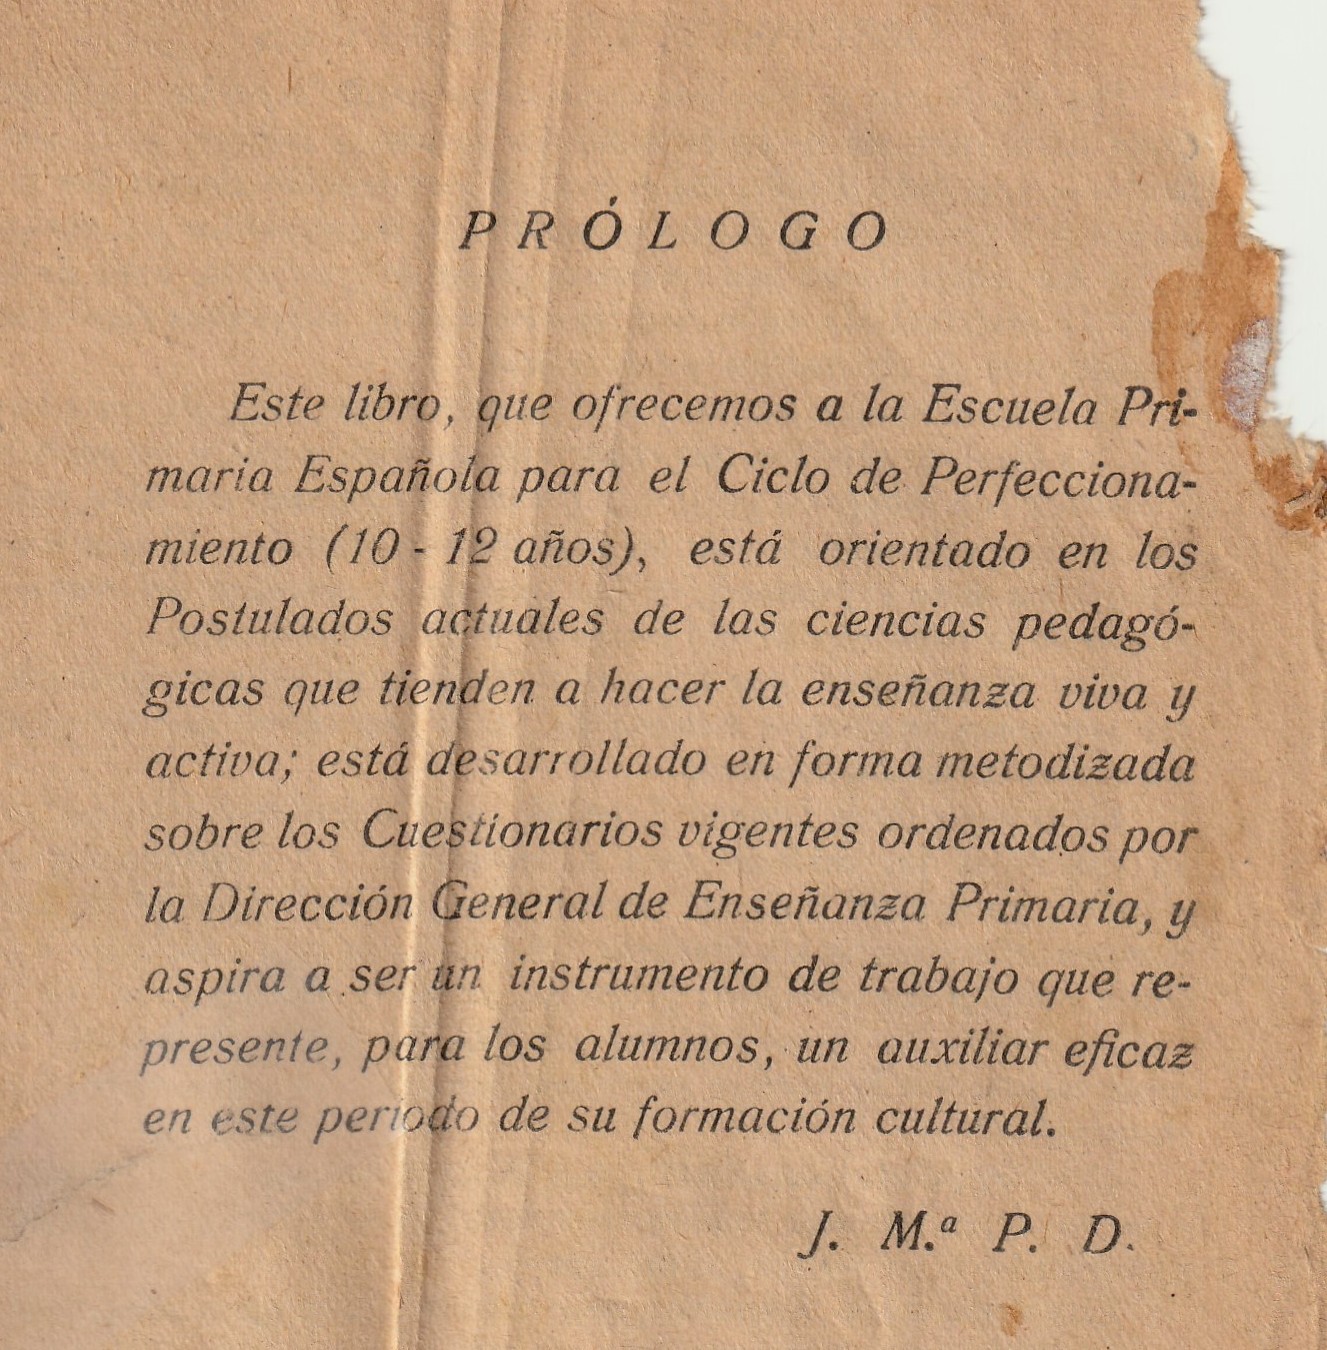 PRÓLOGO
Este libro, que ofrecemos a la Escuela Pri-
maria Española para el Ciclo de Perfecciona-
miento (10 - 12 años), está orientado en los
Postulados actuales de las ciencias pedagó-
gicas que tienden a hacer la enseñanza viva y
activa; está desarrollado en forma metodizada
sobre los Cuestionarios vigentes ordenados por
la Dirección General de Enseñanza Primaria, y
aspira a ser un instrumento de trabajo que re-
presente, para los alumnos, un auxiliar eficaz
en este periodo de su formación cultural.
J. M.ª P. D.